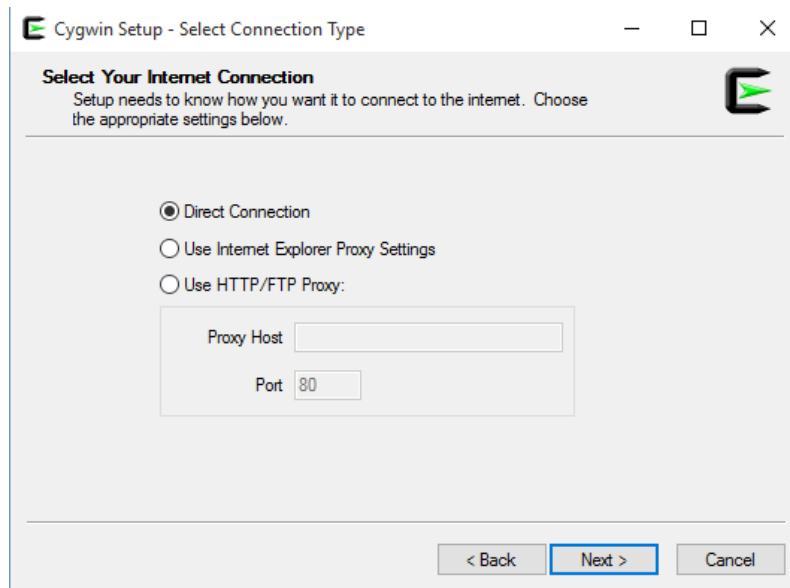 Cygwin Setup - Select Connection Type
Select Your Internet Connection
Setup needs to know how you want it to connect to the internet. Choose
the appropriate settings below.
Direct Connection
Use Internet Explorer Proxy Settings
Use HTTP/FTP Proxy:
Proxy Host
Port 80
< Back Next > Cancel